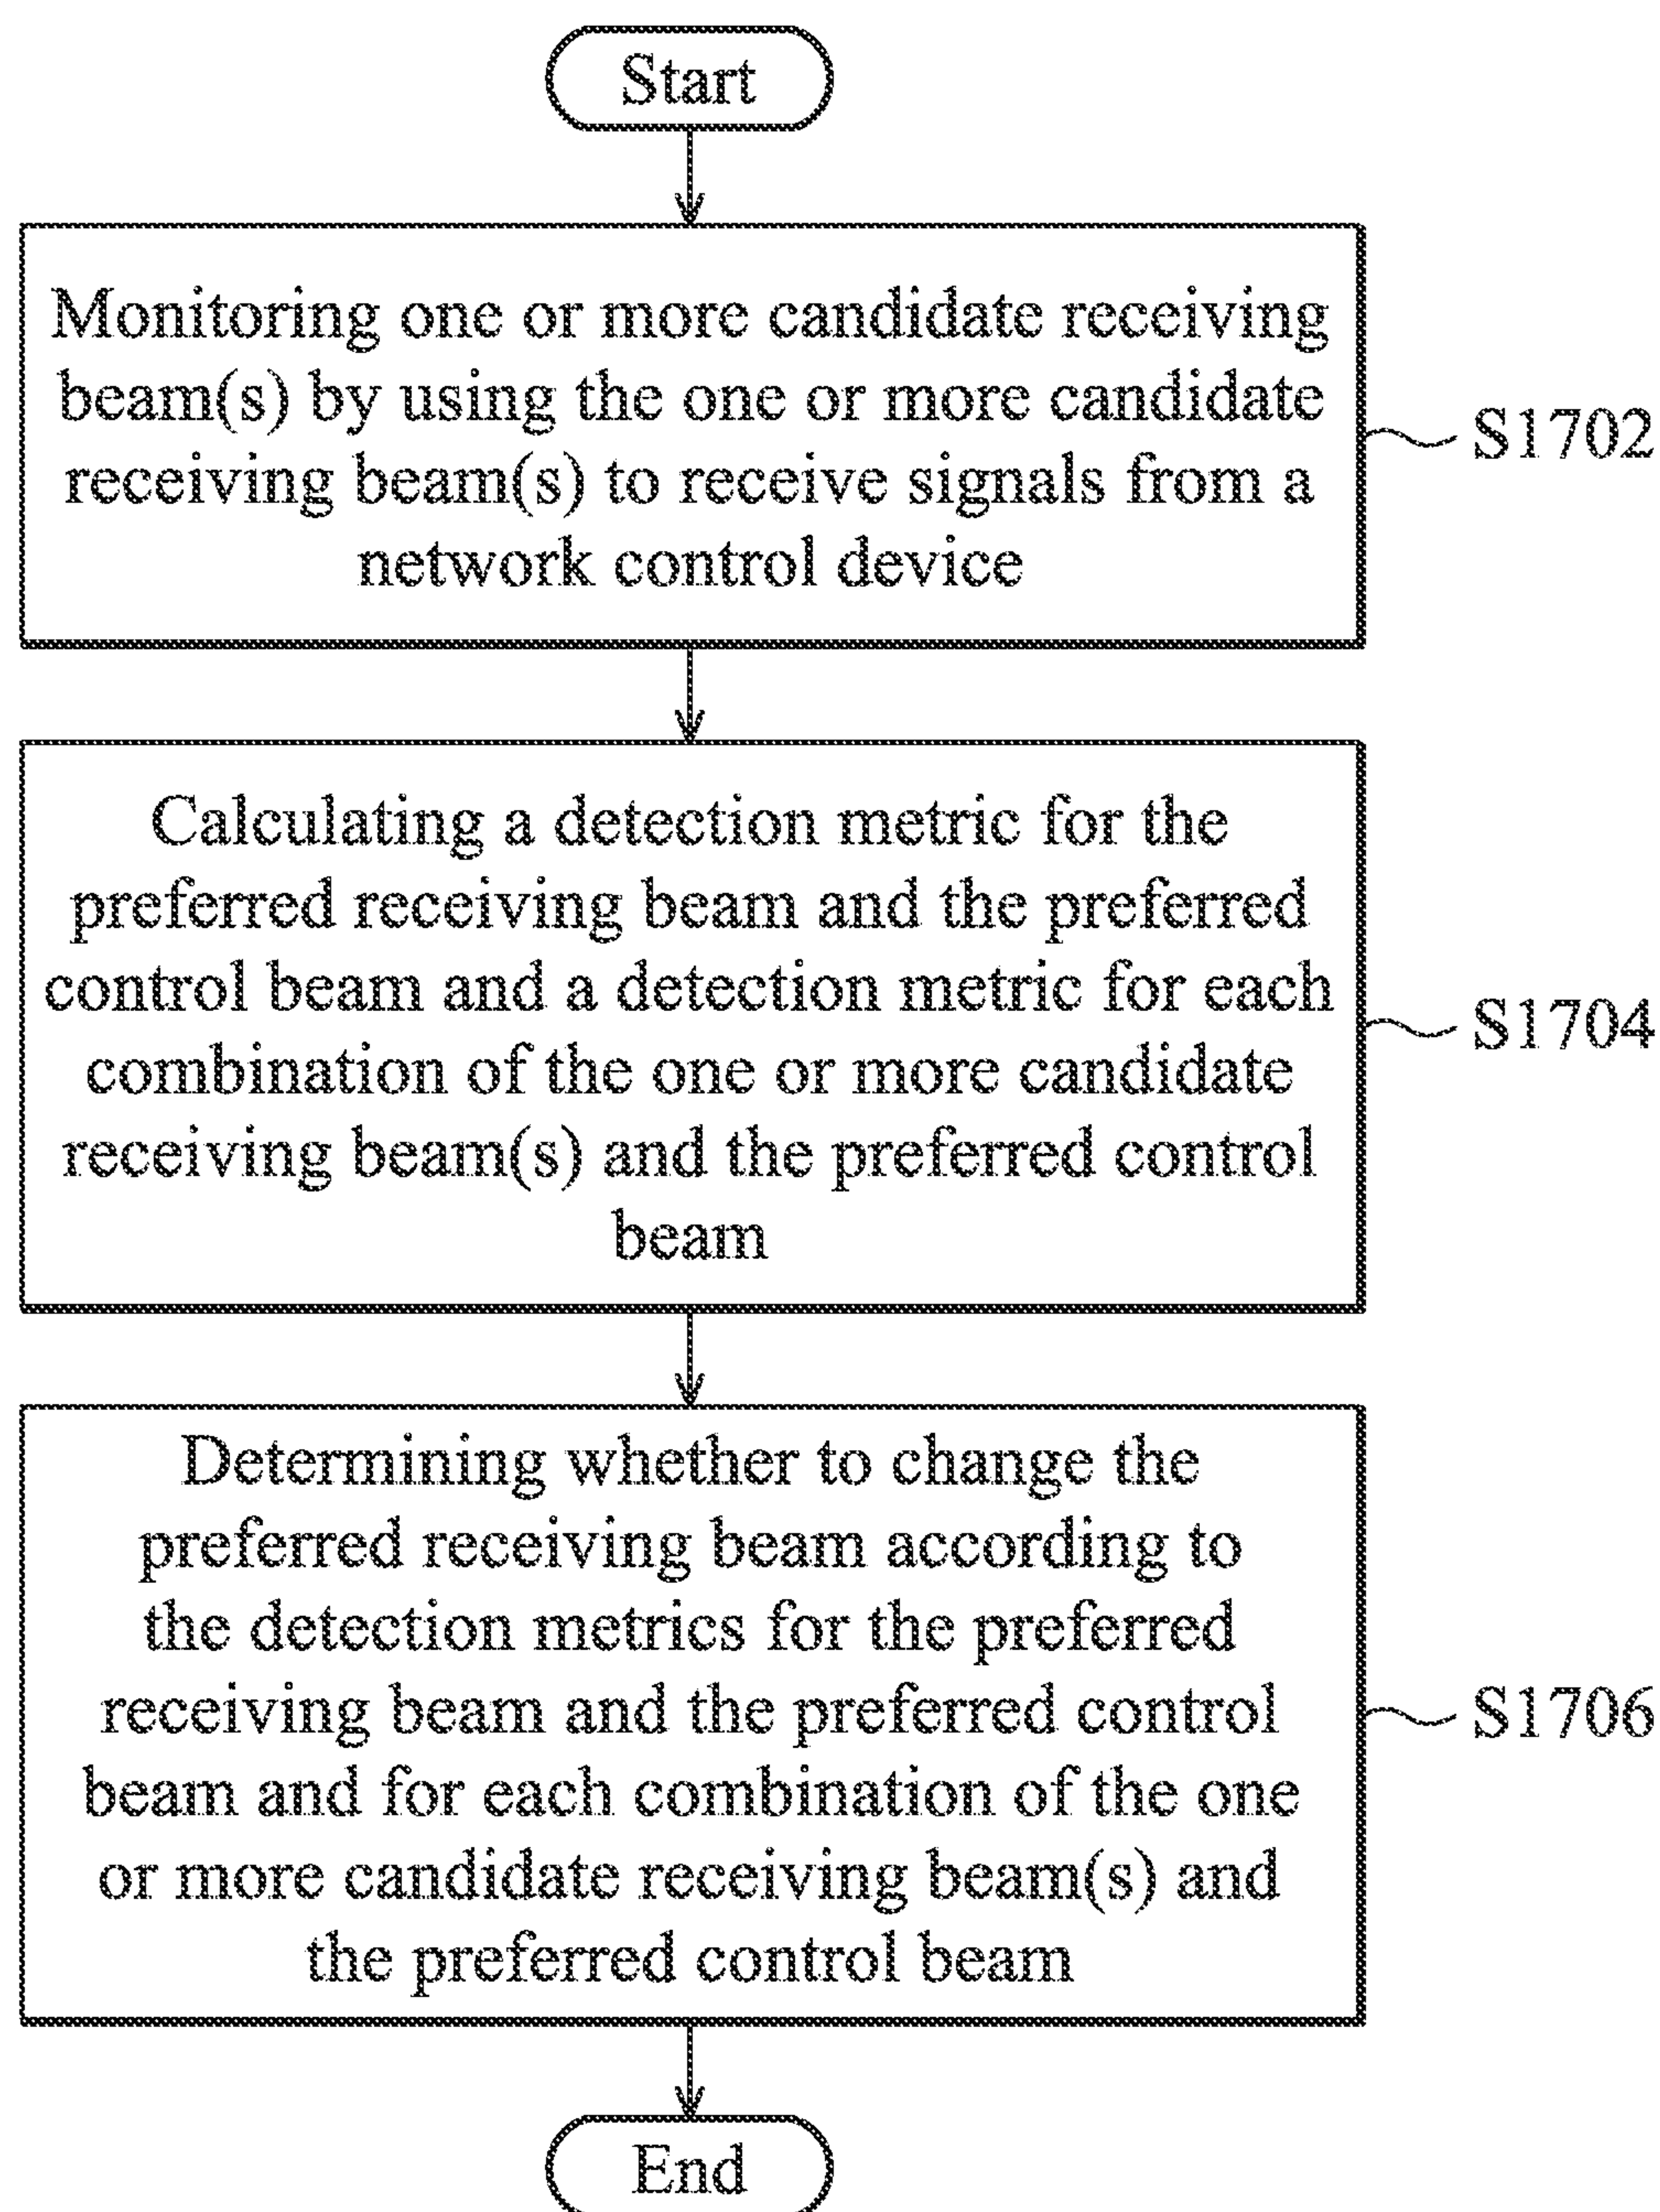 Start
Monitoring one or more candidate receiving
beam(s) by using the one or more candidate
receiving beam(s) to receive signals from a
network control device
S1702
Calculating a detection metric for the
preferred receiving beam and the preferred
control beam and a detection metric for each
combination of the one or more candidate
receiving beam(s) and the preferred control
beam
S1704
Determining whether to change the
preferred receiving beam according to
the detection metrics for the preferred
receiving beam and the preferred control
beam and for each combination of the one
or more candidate receiving beam(s) and
the preferred control beam
S1706
End